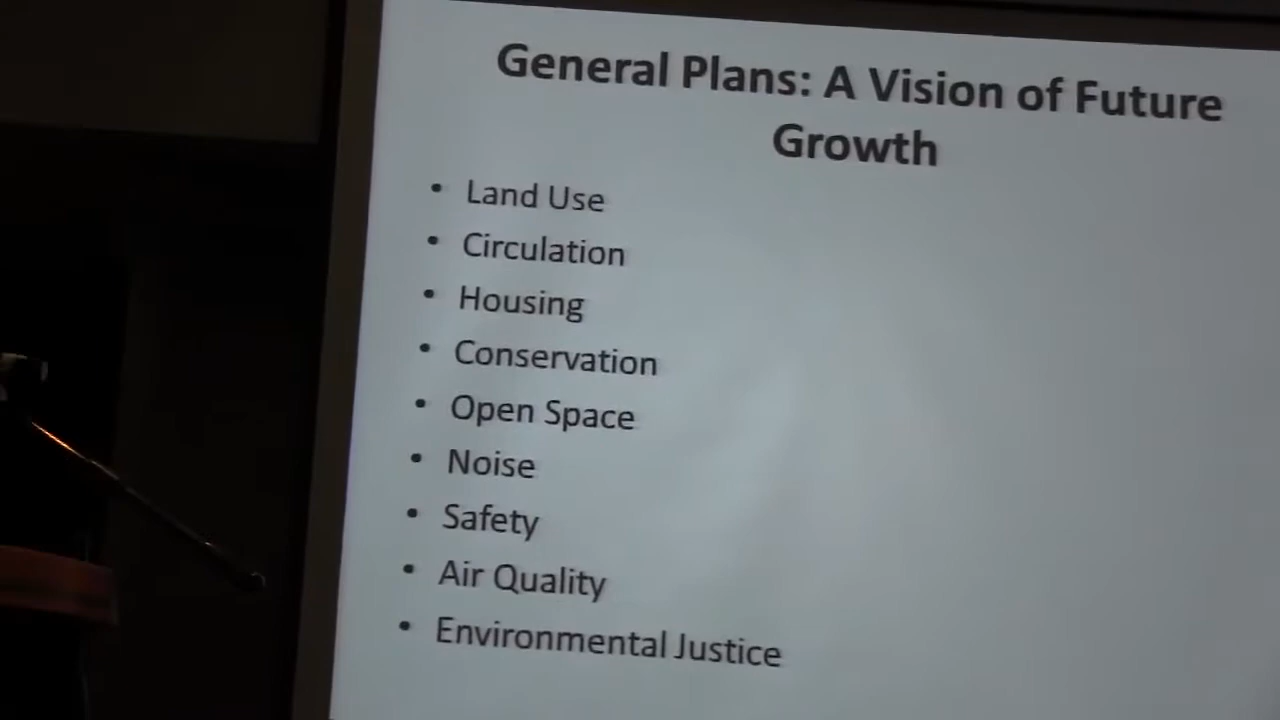 General Plans: A Vision of Future
Growth
• Land Use
• Circulation
• Housing
• Conservation
• Open Space
• Noise
• Safety
• Air Quality
• Environmental Justice